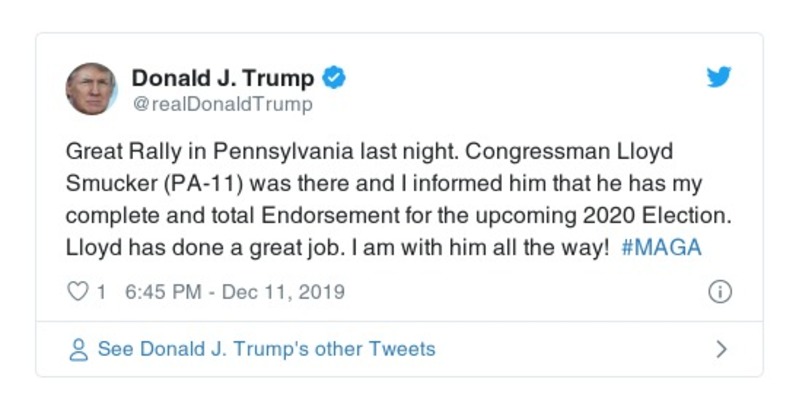 Donald J. Trump
@realDonaldTrump
Great Rally in Pennsylvania last night. Congressman Lloyd
Smucker (PA-11) was there and I informed him that he has my
complete and total Endorsement for the upcoming 2020 Election.
Lloyd has done a great job. I am with him all the way! #MAGA
1 6:45 PM - Dec 11, 2019
See Donald J. Trump's other Tweets